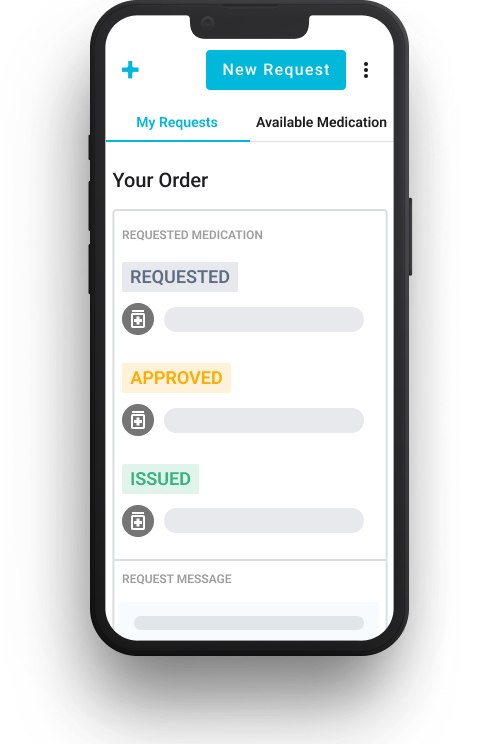 New Request
My Requests
Available Medication
Your Order
REQUESTED MEDICATION
REQUESTED
APPROVED
ISSUED
REQUEST MESSAGE